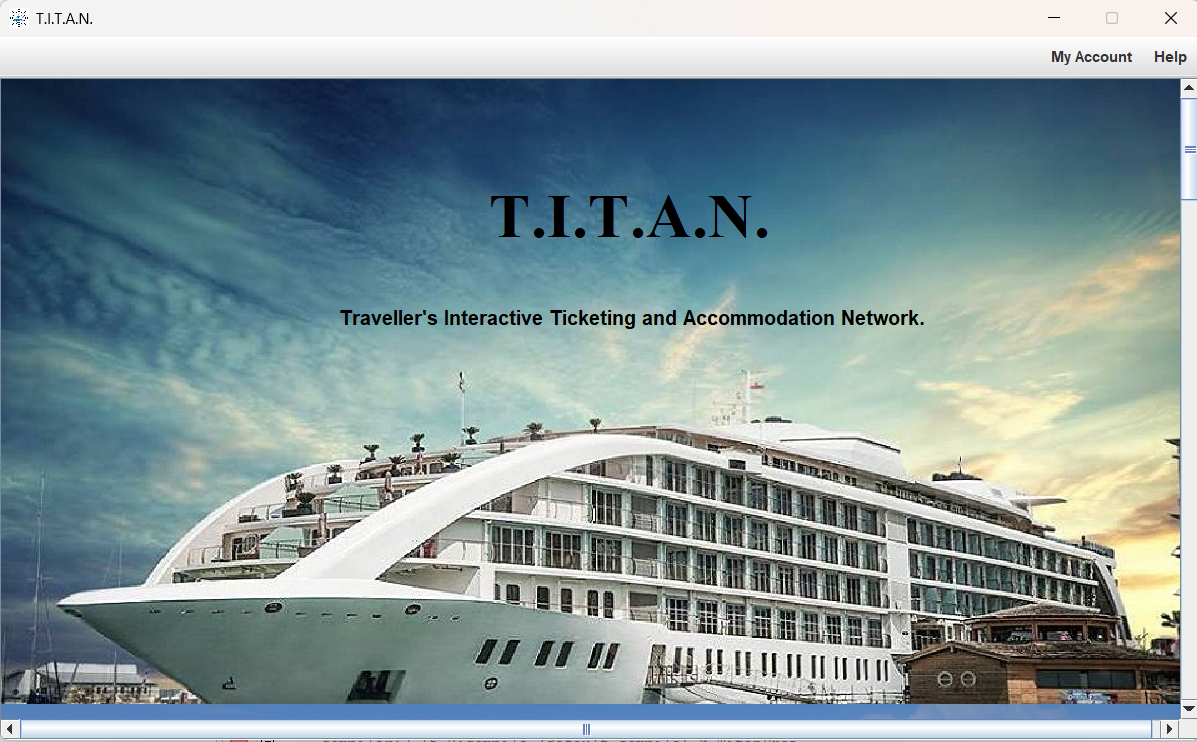 T.I.T.A.N.
My Account Help
T.I.T.A.N.
Traveller's Interactive Ticketing and Accommodation Network.